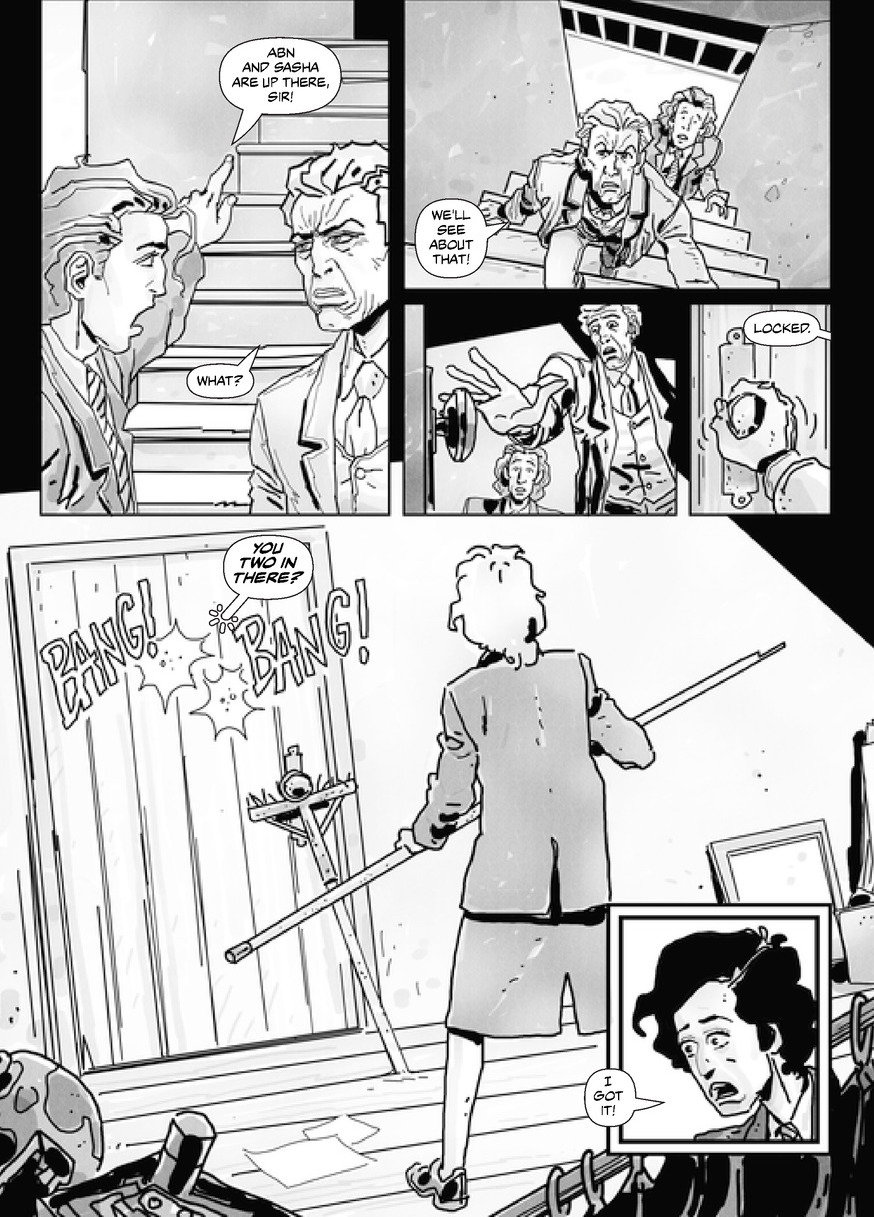 ABN
AND SASHA
ARE UP THERE,
SIR!
WHAT?
WE'LL
SEE
ABOUT
THAT!
LOCKED.
YOU
TWO IN
THERE?
BANG!
BANG!
I
GOT
IT!